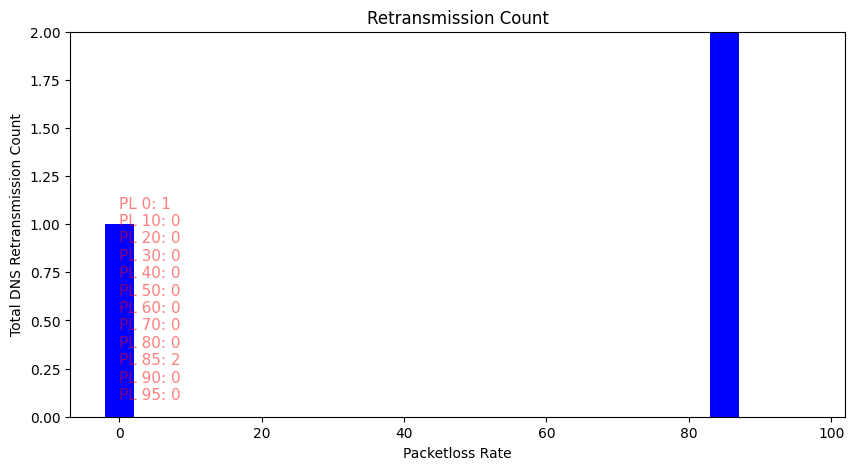 Retransmission Count
2.00
1.75
1.50
1.25
1.00
0.75
0.50
0.25
0.00
Total DNS Retransmission Count
PL 0: 1
PL 10: 0
PL 20: 0
PL 30: 0
PL 40: 0
PL 50: 0
PL 60: 0
PL 70: 0
PL 80: 0
PL 85: 2
PL 90: 0
PL 95: 0
0 20 40 60 80 100
Packetloss Rate